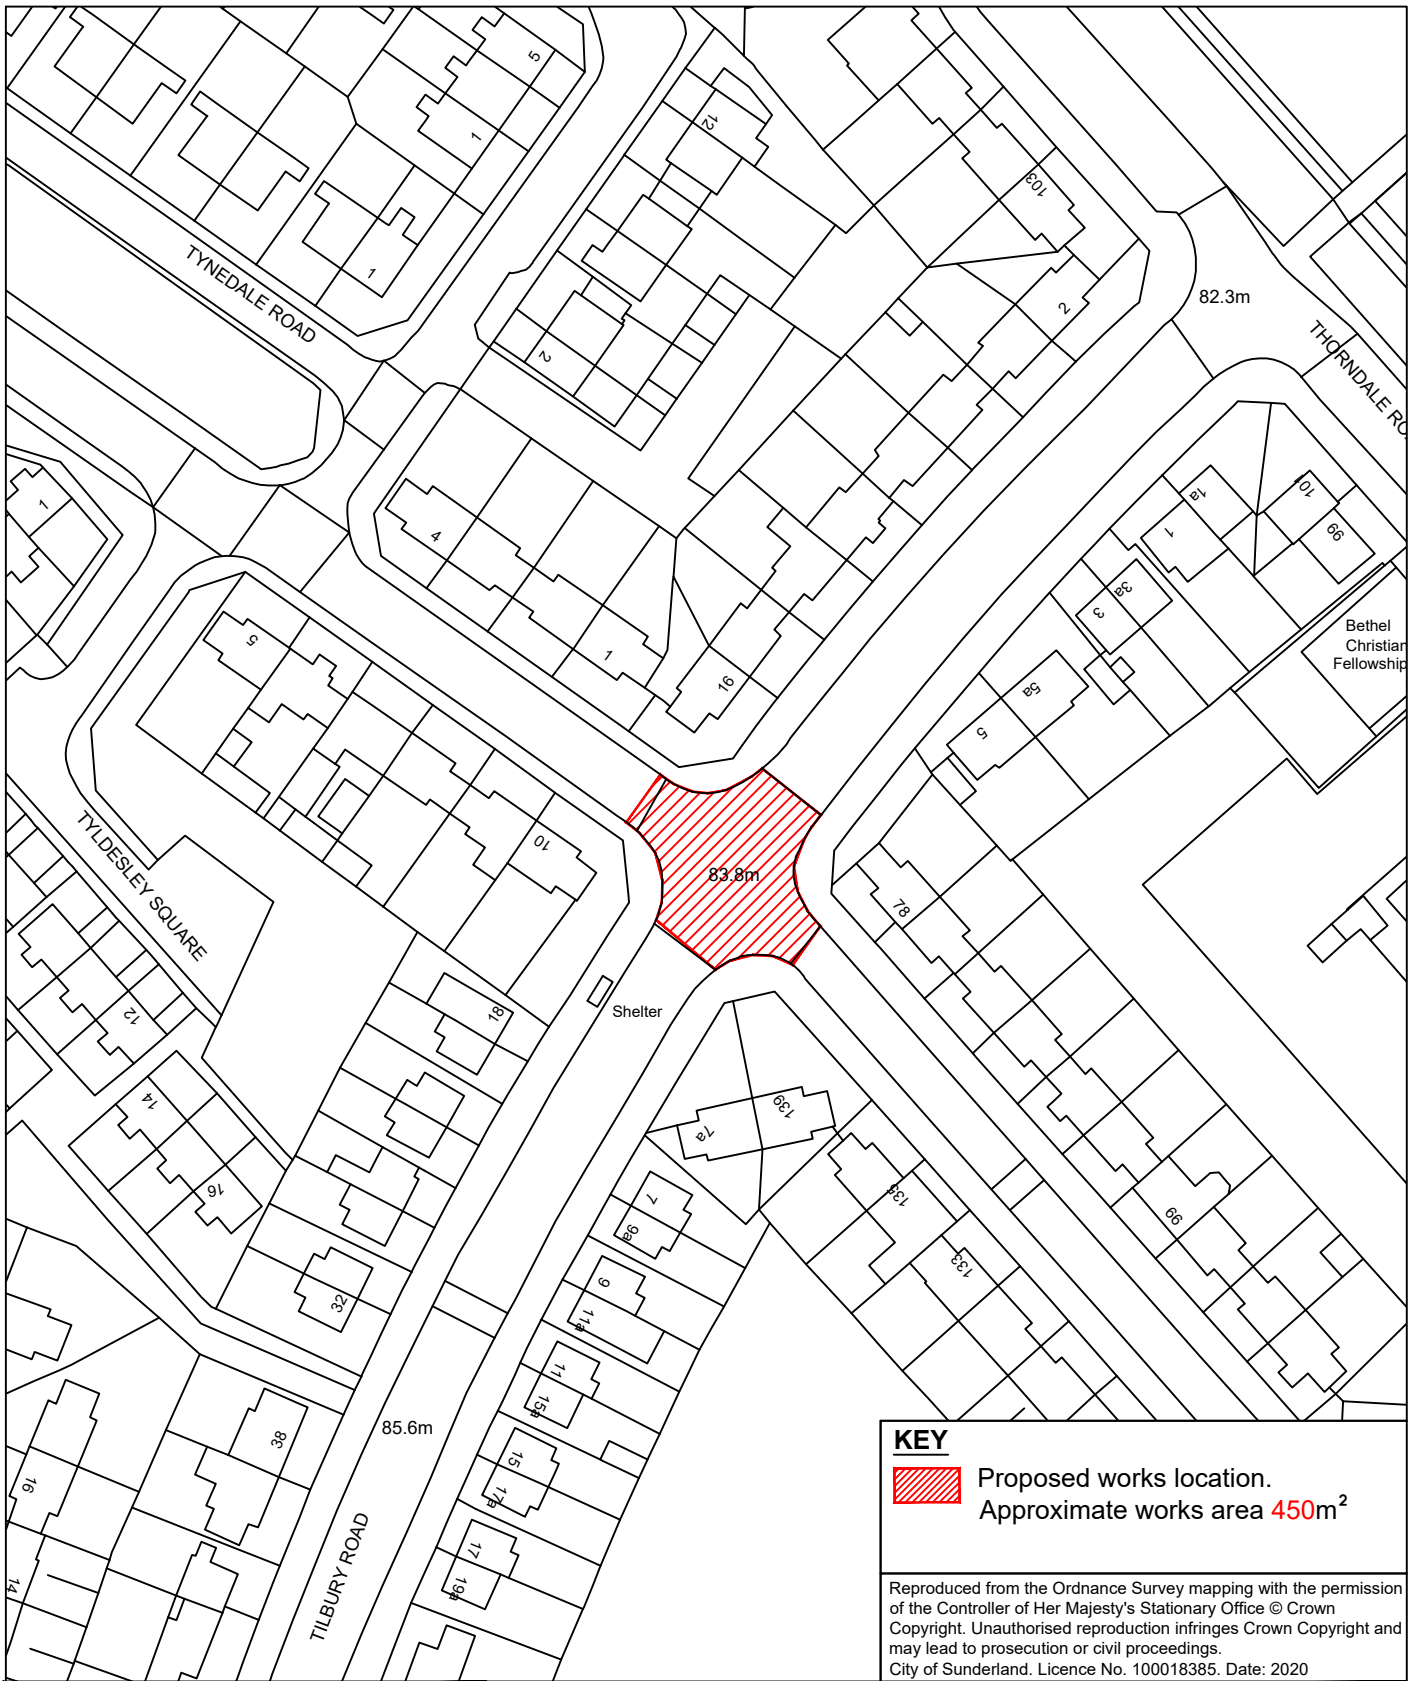 5
1
12
103
TYNEDALE ROAD
1
82.3m
2
THORNDALE RO
2
1
4
1a
101
1
99
3a
3
Bethel
Christian
Fellowship
5
1
16
5a
5
10
83.8m
78
TYLDESLEY SQUARE
12
18
Shelter
14
139
7a
16
7
135
99
9a
133
9
32
11a
11
15a
85.6m
38
15
17a
16
17
19a
14
TILBURY ROAD
KEY
Proposed works location.
Approximate works area 450m²
Reproduced from the Ordnance Survey mapping with the permission
of the Controller of Her Majesty's Stationary Office © Crown
Copyright. Unauthorised reproduction infringes Crown Copyright and
may lead to prosecution or civil proceedings.
City of Sunderland. Licence No. 100018385. Date: 2020